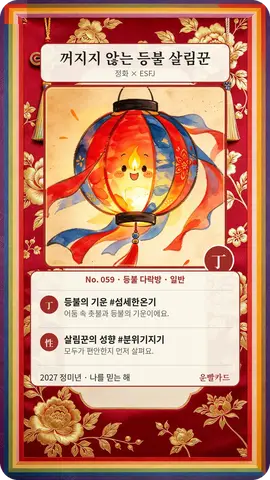 꺼지지 않는 등불 살림꾼
정화 × ESFJ
丁
No. 059 · 등불 다락방 · 일반
丁
등불의 기운 #섬세한온기
어둠 속 촛불과 등불의 기운이에요.
性
살림꾼의 성향 #분위기지기
모두가 편안한지 먼저 살펴요.
2027 정미년 · 나를 믿는 해
운빨카드